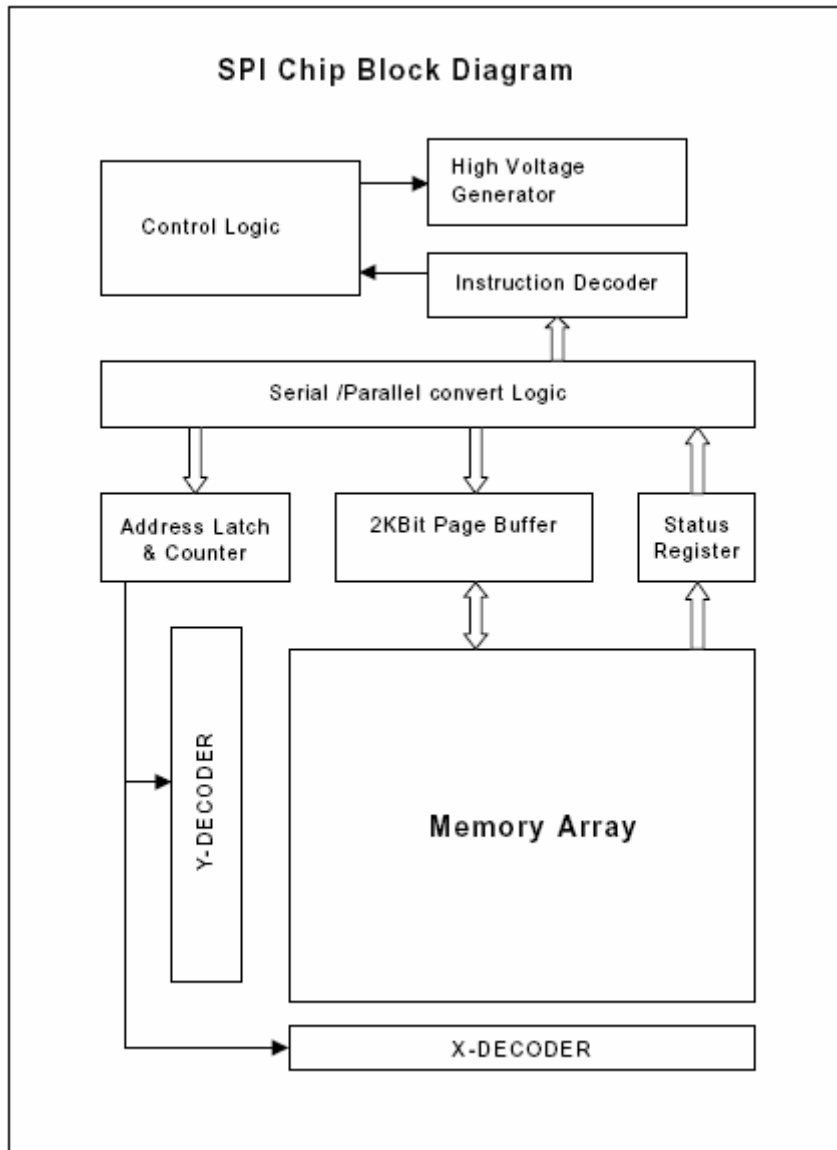 SPI Chip Block Diagram
High Voltage
Generator
Control Logic
Instruction Decoder
Serial /Parallel convert Logic
Address Latch
& Counter
2KBit Page Buffer
Status
Register
Y-DECODER
Memory Array
X-DECODER